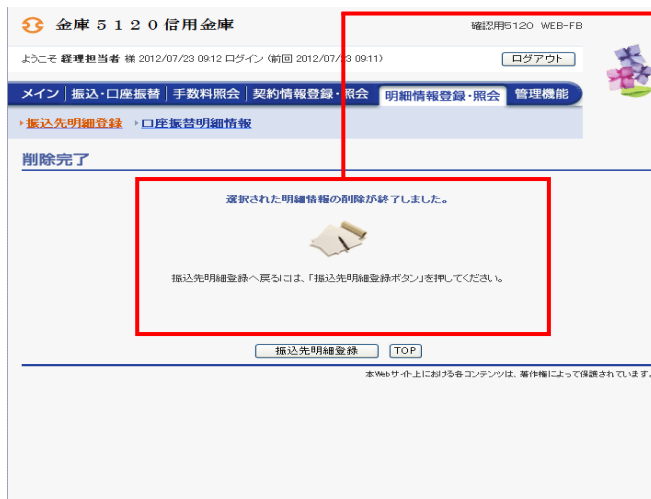 金庫５１２０信用金庫
確認用5120 WEB-FB
ようこそ 経理担当者 様 2012/07/23 09:12 ログイン (前回 2012/07/23 09:11)
ログアウト
メイン 振込・口座振替 手数料照会 契約情報登録・照会 明細情報登録・照会 管理機能
振込先明細登録 口座振替明細情報
削除完了
選択された明細情報の削除が終了しました。
振込先明細登録へ戻るには、「振込先明細登録ボタン」を押してください。
振込先明細登録 TOP
本Webサイト上における各コンテンツは、著作権によって保護されています。